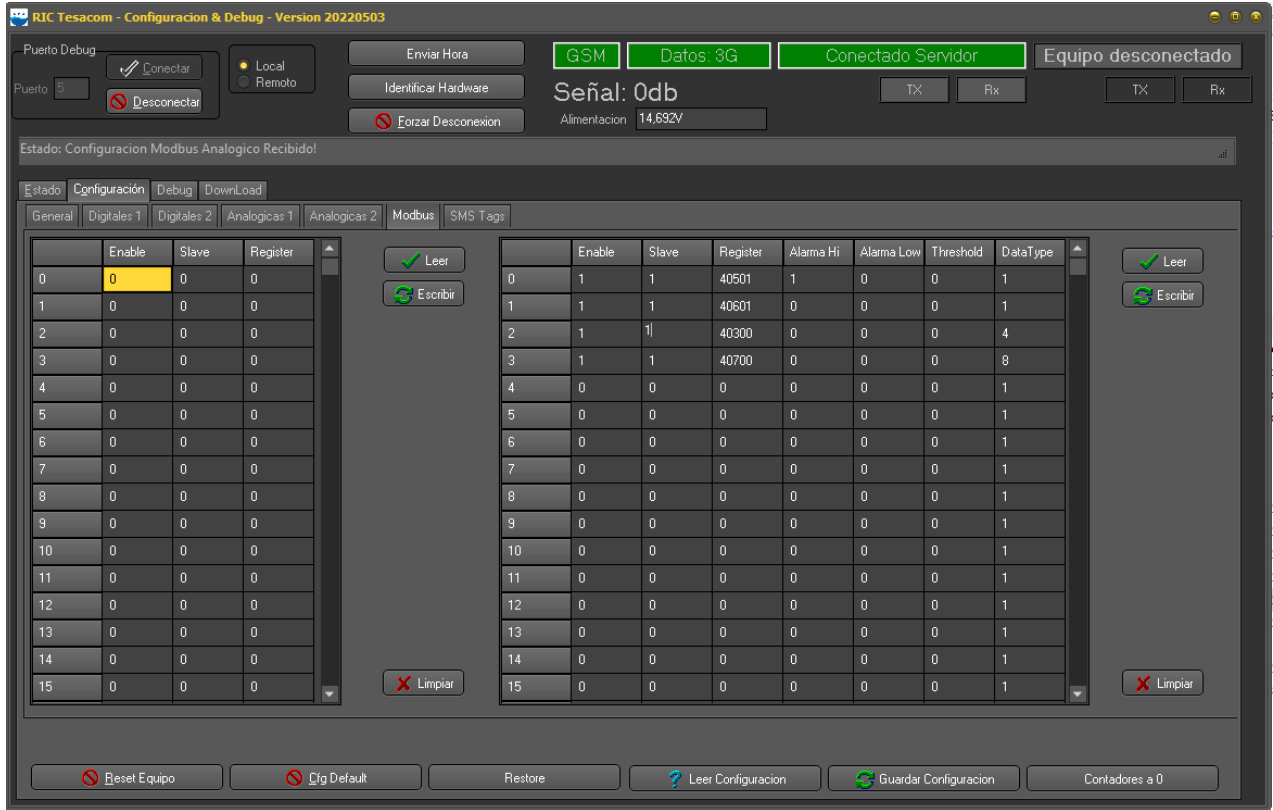 RIC Tesacom - Configuracion & Debug - Version 20220503
Puerto Debug
Puerto 5
Conectar
Desconectar
Local
Remoto
Enviar Hora
Identificar Hardware
Forzar Desconexion
GSM Datos: 3G Conectado Servidor Equipo desconectado
Señal: 0db TX Rx TX Rx
Alimentacion 14,692V
Estado: Configuracion Modbus Analogico Recibido!
Estado Configuración Debug DownLoad
General Digitales 1 Digitales 2 Analogicas 1 Analogicas 2 Modbus SMS Tags
Enable Slave Register
0 0 0 0
1 0 0 0
2 0 0 0
3 0 0 0
4 0 0 0
5 0 0 0
6 0 0 0
7 0 0 0
8 0 0 0
9 0 0 0
10 0 0 0
11 0 0 0
12 0 0 0
13 0 0 0
14 0 0 0
15 0 0 0
Leer
Escribir
Limpiar
Enable Slave Register Alarma Hi Alarma Low Threshold DataType
0 1 1 40501 1 0 0 1
1 1 1 40601 0 0 0 1
2 1 1 40300 0 0 0 4
3 1 1 40700 0 0 0 8
4 0 0 0 0 0 0 1
5 0 0 0 0 0 0 1
6 0 0 0 0 0 0 1
7 0 0 0 0 0 0 1
8 0 0 0 0 0 0 1
9 0 0 0 0 0 0 1
10 0 0 0 0 0 0 1
11 0 0 0 0 0 0 1
12 0 0 0 0 0 0 1
13 0 0 0 0 0 0 1
14 0 0 0 0 0 0 1
15 0 0 0 0 0 0 1
Leer
Escribir
Limpiar
Reset Equipo Cfg Default Restore Leer Configuracion Guardar Configuracion Contadores a 0